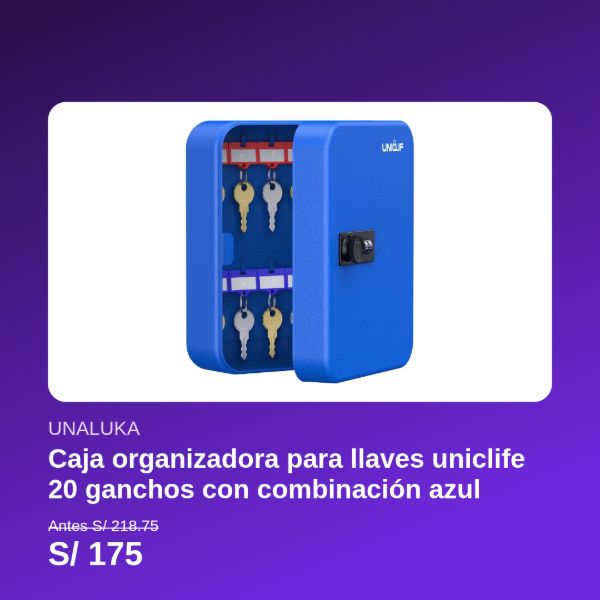 UNICLIF
UNALUKA
Caja organizadora para llaves uniclife
20 ganchos con combinación azul
Antes S/ 218.75
S/ 175